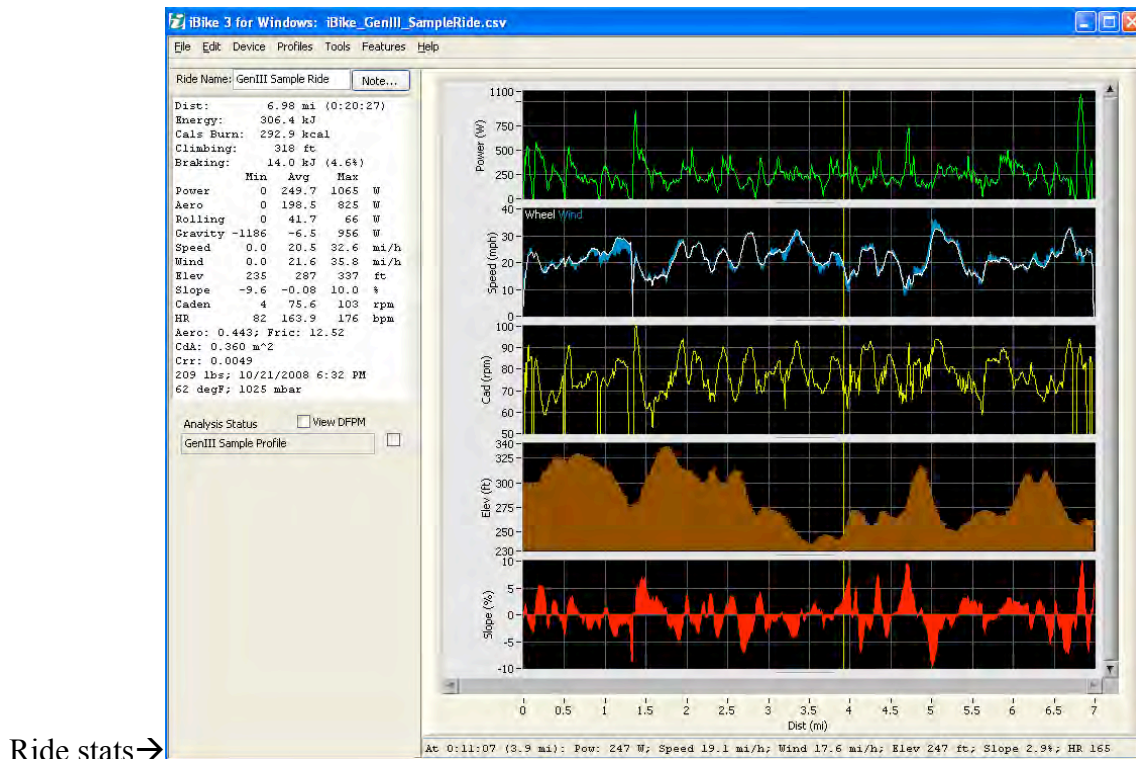 iBike 3 for Windows: iBike_GenIII_SampleRide.csv
File Edit Device Profiles Tools Features Help
Ride Name: GenIII Sample Ride Note...
Dist: 6.98 mi (0:20:27)
Energy: 306.4 kJ
Cals Burn: 292.9 kcal
Climbing: 318 ft
Braking: 14.0 kJ (4.6%)
Min Avg Max
Power 0 249.7 1065 W
Aero 0 198.5 825 W
Rolling 0 41.7 66 W
Gravity -1186 -6.5 956 W
Speed 0.0 20.5 32.6 mi/h
Wind 0.0 21.6 35.8 mi/h
Elev 235 287 337 ft
Slope -9.6 -0.08 10.0 %
Caden 4 75.6 103 rpm
HR 82 163.9 176 bpm
Aero: 0.443; Fric: 12.52
CdA: 0.360 m^2
Crr: 0.0049
209 lbs; 10/21/2008 6:32 PM
62 degF; 1025 mbar
Analysis Status View DFPM
GenIII Sample Profile
Power (W)
1100
750
500
250
0
Speed (mph)
Wheel Wind
40
30
20
10
0
Cad (rpm)
100
90
80
70
60
50
Elev (ft)
340
325
300
275
250
230
Slope (%)
10
5
0
-5
-10
0 0.5 1 1.5 2 2.5 3 3.5 4 4.5 5 5.5 6 6.5 7
Dist (mi)
Ride stats→
At 0:11:07 (3.9 mi): Pow: 247 W; Speed 19.1 mi/h; Wind 17.6 mi/h; Elev 247 ft; Slope 2.9%; HR 165